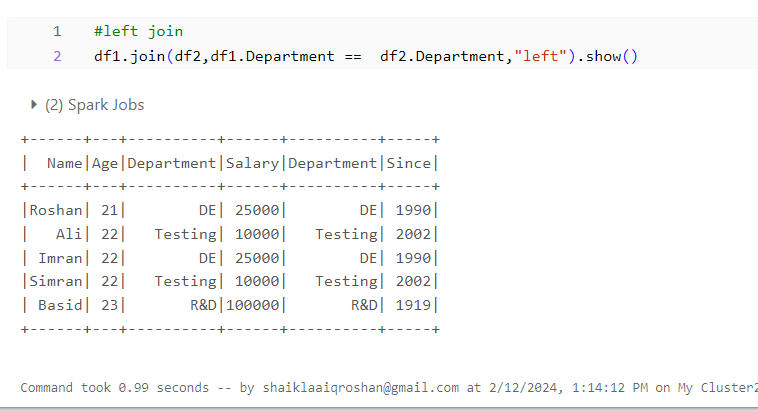 1 #left join
2 df1.join(df2,df1.Department ==  df2.Department,"left").show()
(2) Spark Jobs
+------+---+----------+------+----------+-----+
|  Name|Age|Department|Salary|Department|Since|
+------+---+----------+------+----------+-----+
|Roshan| 21|        DE| 25000|        DE| 1990|
|   Ali| 22|   Testing| 10000|   Testing| 2002|
| Imran| 22|        DE| 25000|        DE| 1990|
|Simran| 22|   Testing| 10000|   Testing| 2002|
| Basid| 23|       R&D|100000|       R&D| 1919|
+------+---+----------+------+----------+-----+
Command took 0.99 seconds -- by shaiklaaiqroshan@gmail.com at 2/12/2024, 1:14:12 PM on My Cluster2